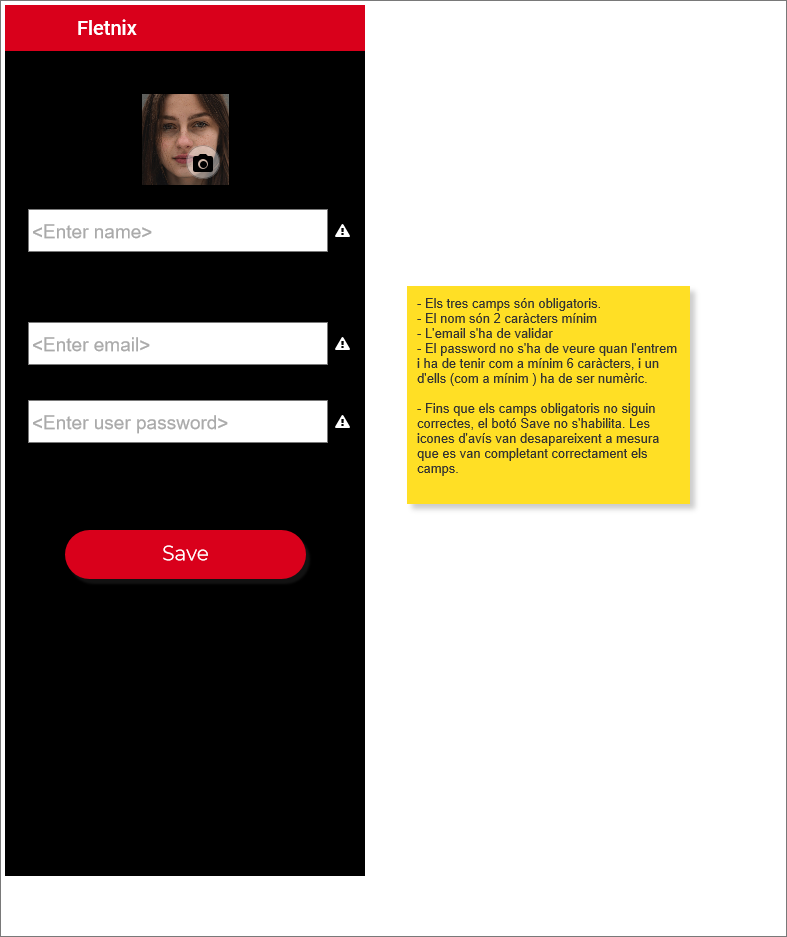 Fletnix
<Enter name>
<Enter email>
<Enter user password>
Save
- Els tres camps són obligatoris.
- El nom són 2 caràcters mínim
- L'email s'ha de validar
- El password no s'ha de veure quan l'entrem
i ha de tenir com a mínim 6 caràcters, i un
d'ells (com a mínim ) ha de ser numèric.
- Fins que els camps obligatoris no siguin
correctes, el botó Save no s'habilita. Les
icones d'avís van desapareixent a mesura
que es van completant correctament els
camps.